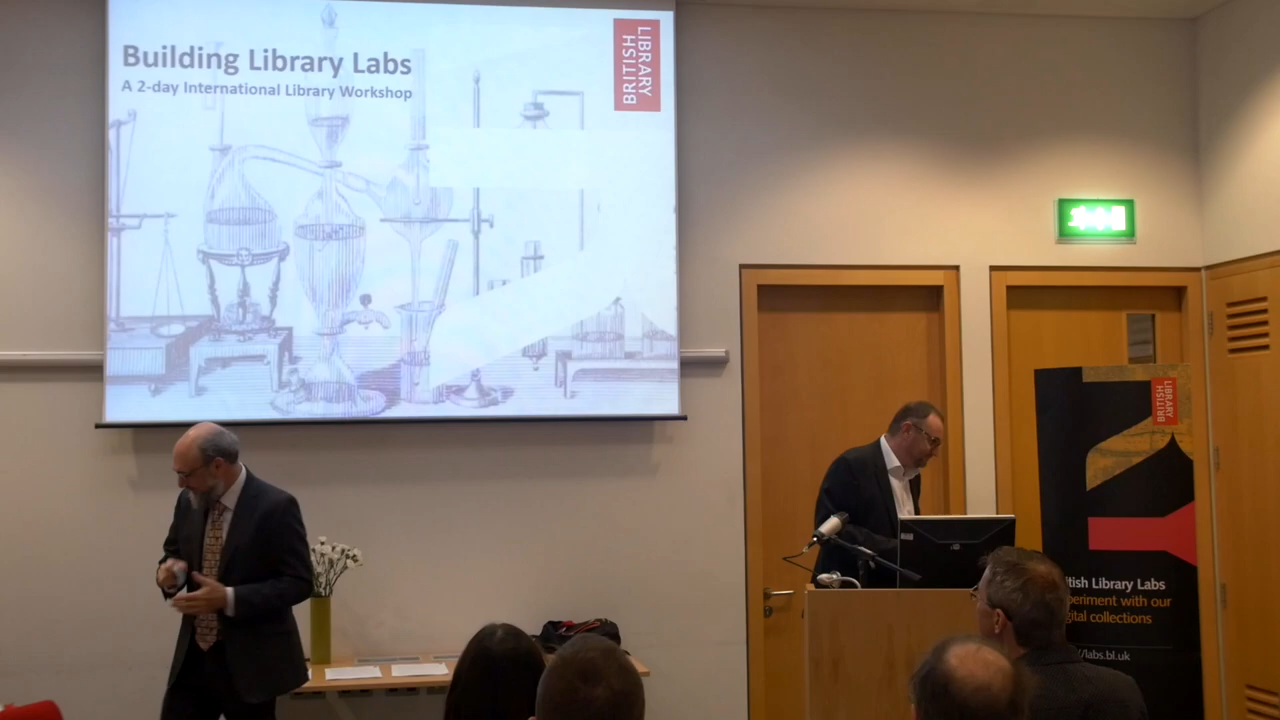 Building Library Labs
A 2-day International Library Workshop
LIBRARY
BRITISH
LIBRARY
BRITISH
itish Library Labs
periment with our
gital collections
//labs.bl.uk